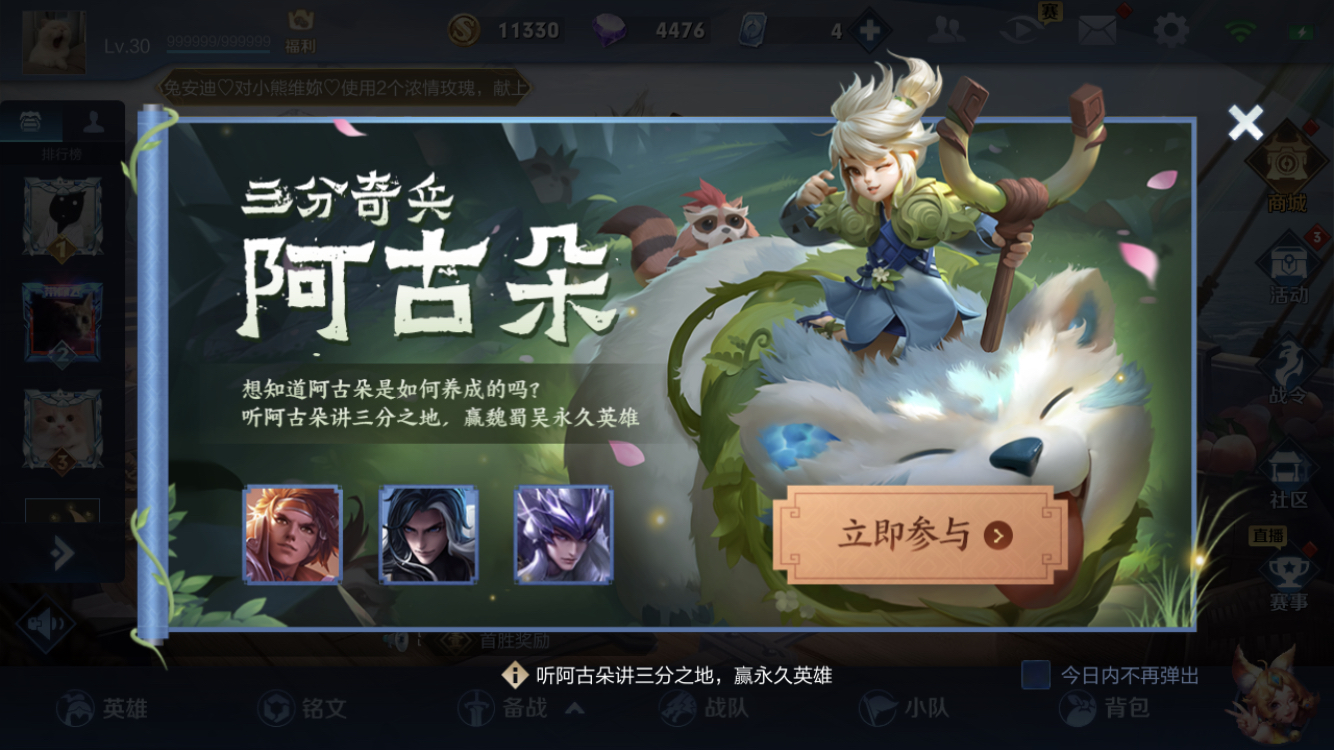 Lv.30
999999/999999
福利
11330
4476
4
赛
兔安迪♡对小熊维妳♡使用2个浓情玫瑰，献上
排行榜
1
2
3
三分奇兵
阿古朵
想知道阿古朵是如何养成的吗？
听阿古朵讲三分之地，赢魏蜀吴永久英雄
立即参与
商城
3
活动
战令
社区
直播
赛事
首胜奖励
听阿古朵讲三分之地，赢永久英雄
今日内不再弹出
英雄
铭文
备战
战队
小队
背包